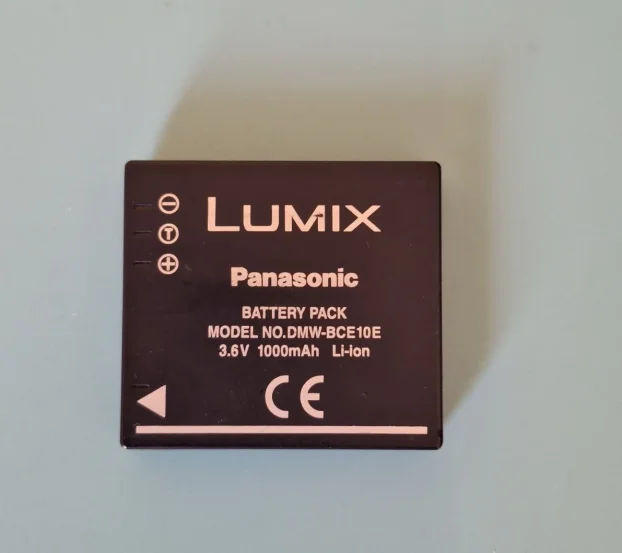 LUMIX
T
Panasonic
BATTERY PACK
MODEL NO.DMW-BCE10E
3.6V 1000mAh Li-ion
CE